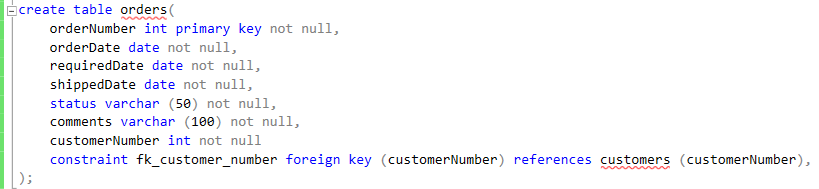 create table orders(
orderNumber int primary key not null,
orderDate date not null,
requiredDate date not null,
shippedDate date not null,
status varchar (50) not null,
comments varchar (100) not null,
customerNumber int not null
constraint fk_customer_number foreign key (customerNumber) references customers (customerNumber),
);